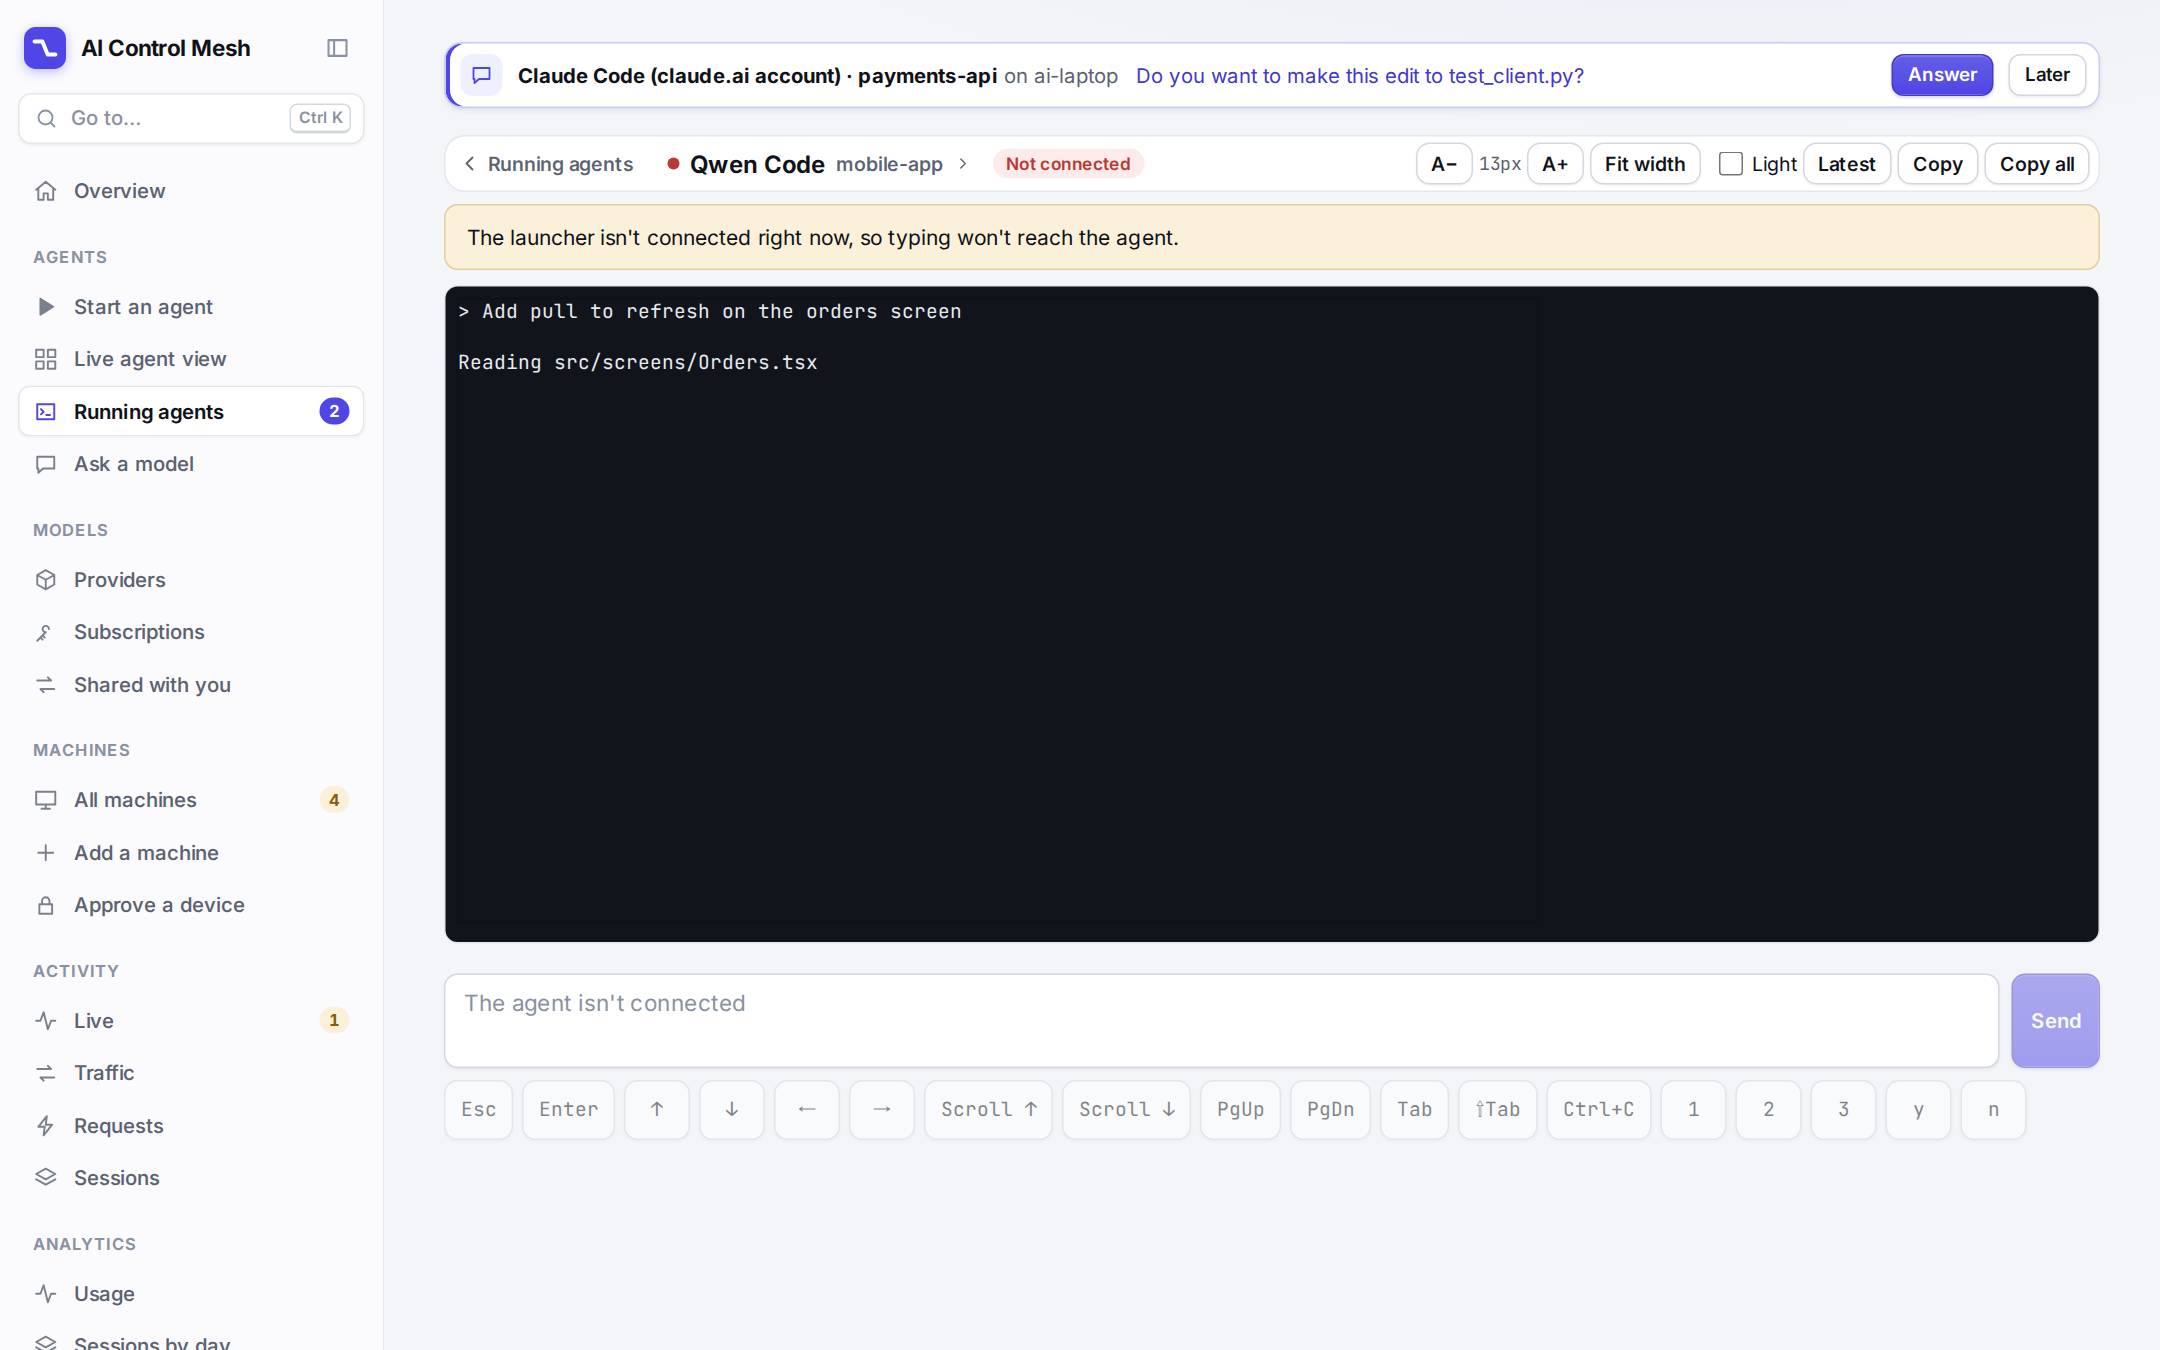 AI Control Mesh
Go to...
Ctrl K
Overview
AGENTS
Start an agent
Live agent view
Running agents 2
Ask a model
MODELS
Providers
Subscriptions
Shared with you
MACHINES
All machines 4
Add a machine
Approve a device
ACTIVITY
Live 1
Traffic
Requests
Sessions
ANALYTICS
Usage
Sessions by day
Claude Code (claude.ai account) · payments-api on ai-laptop Do you want to make this edit to test_client.py? Answer Later
Running agents Qwen Code mobile-app Not connected A− 13px A+ Fit width Light Latest Copy Copy all
The launcher isn't connected right now, so typing won't reach the agent.
> Add pull to refresh on the orders screen
Reading src/screens/Orders.tsx
The agent isn't connected
Send
Esc Enter ↑ ↓ ← → Scroll ↑ Scroll ↓ PgUp PgDn Tab ⇧Tab Ctrl+C 1 2 3 y n